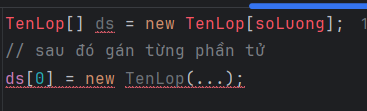 TenLop[] ds = new TenLop[soLuong];
// sau đó gán từng phần tử
ds[0] = new TenLop(...);